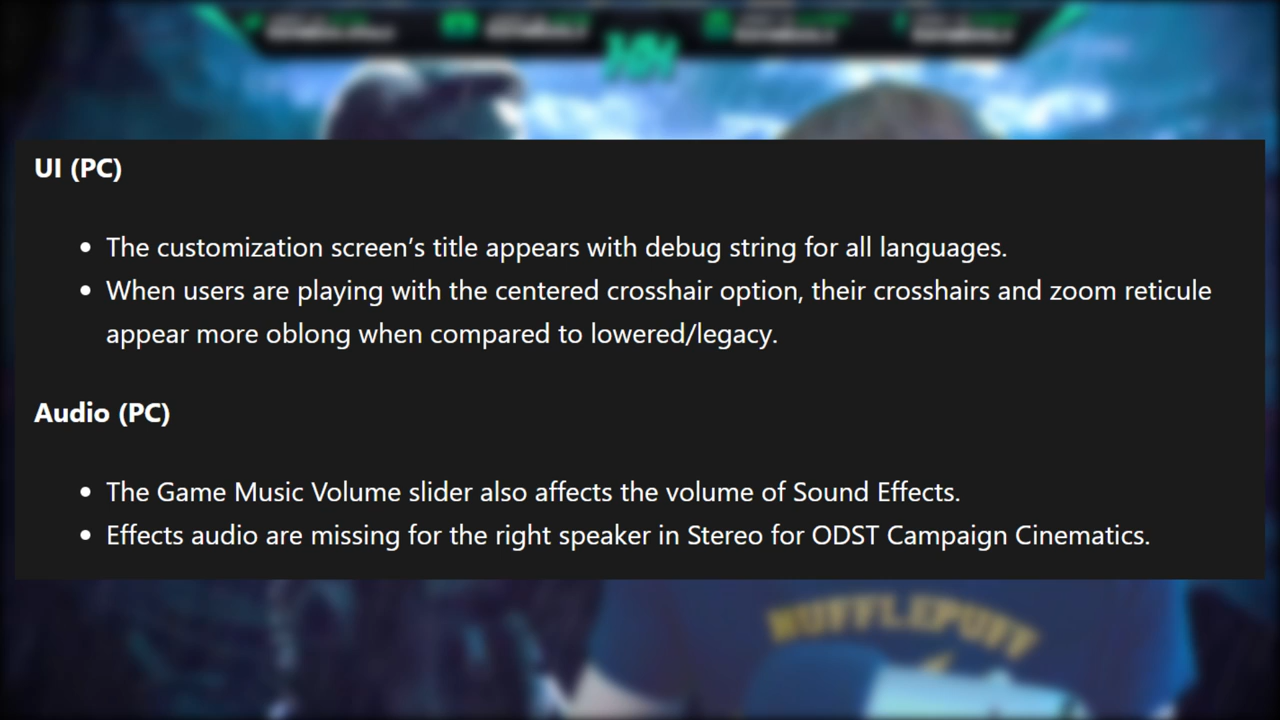 UI (PC)
• The customization screen’s title appears with debug string for all languages.
• When users are playing with the centered crosshair option, their crosshairs and zoom reticule
appear more oblong when compared to lowered/legacy.
Audio (PC)
• The Game Music Volume slider also affects the volume of Sound Effects.
• Effects audio are missing for the right speaker in Stereo for ODST Campaign Cinematics.
HUFFLEPUFF